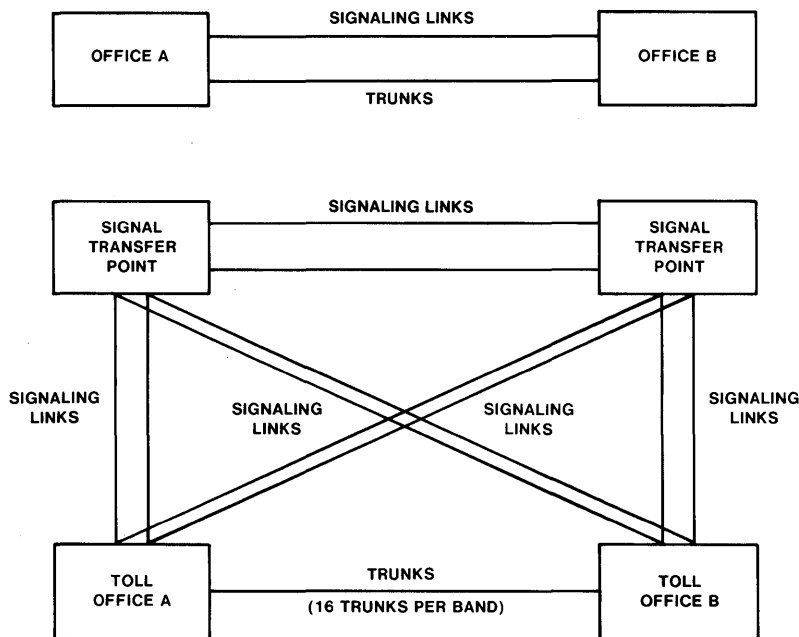 SIGNALING LINKS
OFFICE A
OFFICE B
TRUNKS
SIGNALING LINKS
SIGNAL
TRANSFER
POINT
SIGNAL
TRANSFER
POINT
SIGNALING
LINKS
SIGNALING
LINKS
SIGNALING
LINKS
SIGNALING
LINKS
TOLL
OFFICE A
TRUNKS
(16 TRUNKS PER BAND)
TOLL
OFFICE B